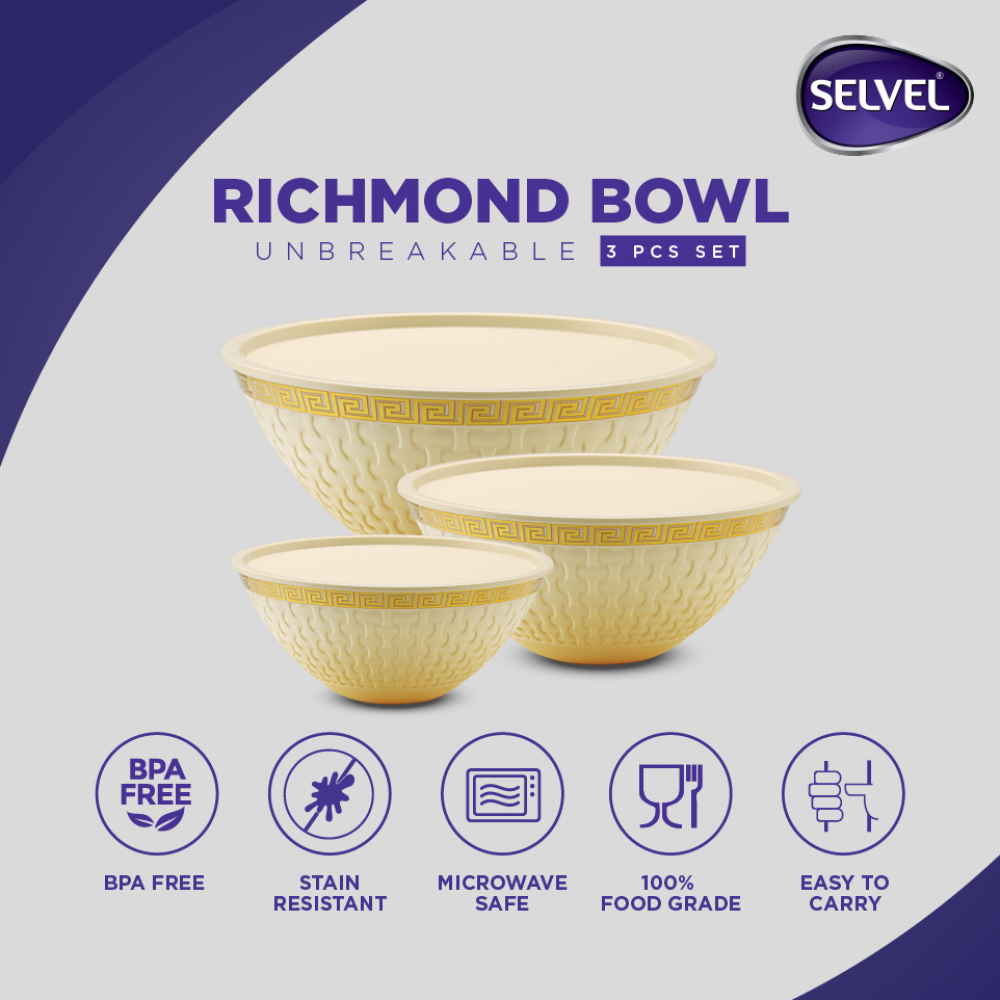 SELVEL®
RICHMOND BOWL
UNBREAKABLE 3 PCS SET
BPA
FREE
BPA FREE
STAIN
RESISTANT
MICROWAVE
SAFE
100%
FOOD GRADE
EASY TO
CARRY